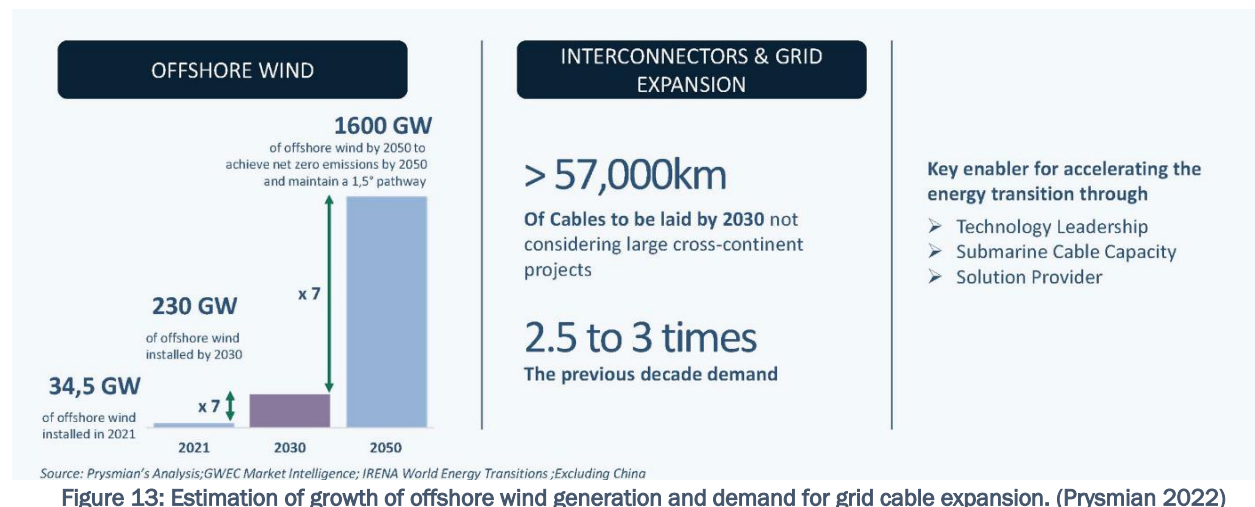 OFFSHORE WIND
1600 GW
of offshore wind by 2050 to
achieve net zero emissions by 2050
and maintain a 1,5° pathway
x 7
230 GW
of offshore wind
installed by 2030
34,5 GW
of offshore wind
installed in 2021
x 7
2021 2030 2050
INTERCONNECTORS & GRID
EXPANSION
> 57,000km
Of Cables to be laid by 2030 not
considering large cross-continent
projects
2.5 to 3 times
The previous decade demand
Key enabler for accelerating the
energy transition through
➢ Technology Leadership
➢ Submarine Cable Capacity
➢ Solution Provider
Source: Prysmian's Analysis;GWEC Market Intelligence; IRENA World Energy Transitions ;Excluding China
Figure 13: Estimation of growth of offshore wind generation and demand for grid cable expansion. (Prysmian 2022)